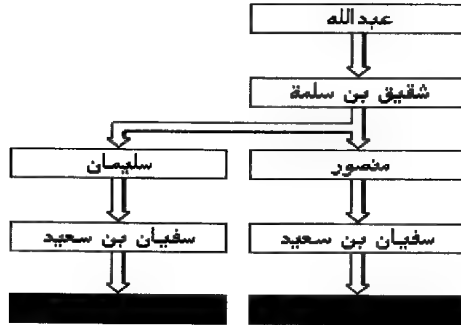 عبدالله
شقيق بن سلمة
منصور
سليمان
سفيان بن سعيد
سفيان بن سعيد